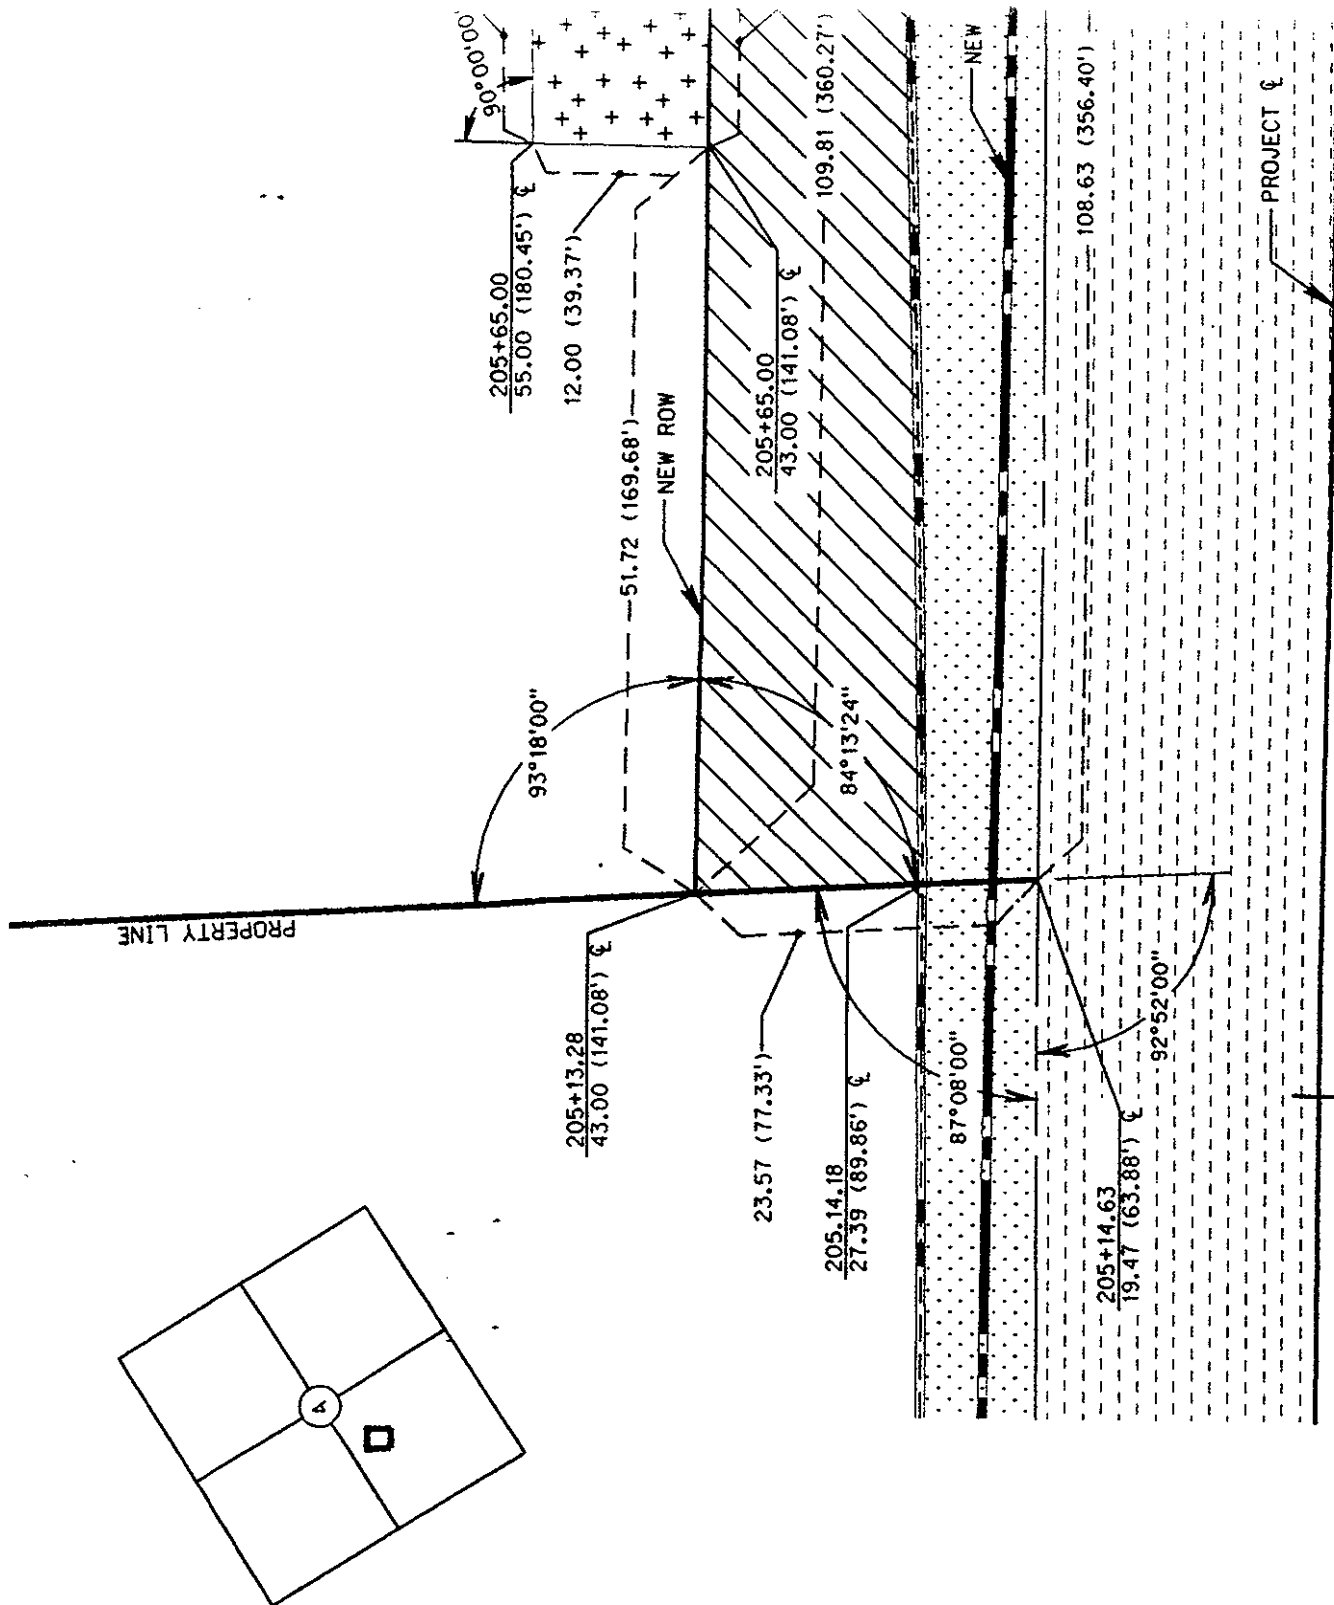 90°00'00
205+65.00
55.00 (180.45') ℄
12.00 (39.37')
109.81 (360.27')
NEW
108.63 (356.40')
PROJECT ℄
51.72 (169.68')
NEW ROW
205+65.00
43.00 (141.08') ℄
93°18'00"
84°13'24"
PROPERTY LINE
205+13.28
43.00 (141.08') ℄
23.57 (77.33')
205.14.18
27.39 (89.86') ℄
87°08'00"
92°52'00"
205+14.63
19.47 (63.88') ℄